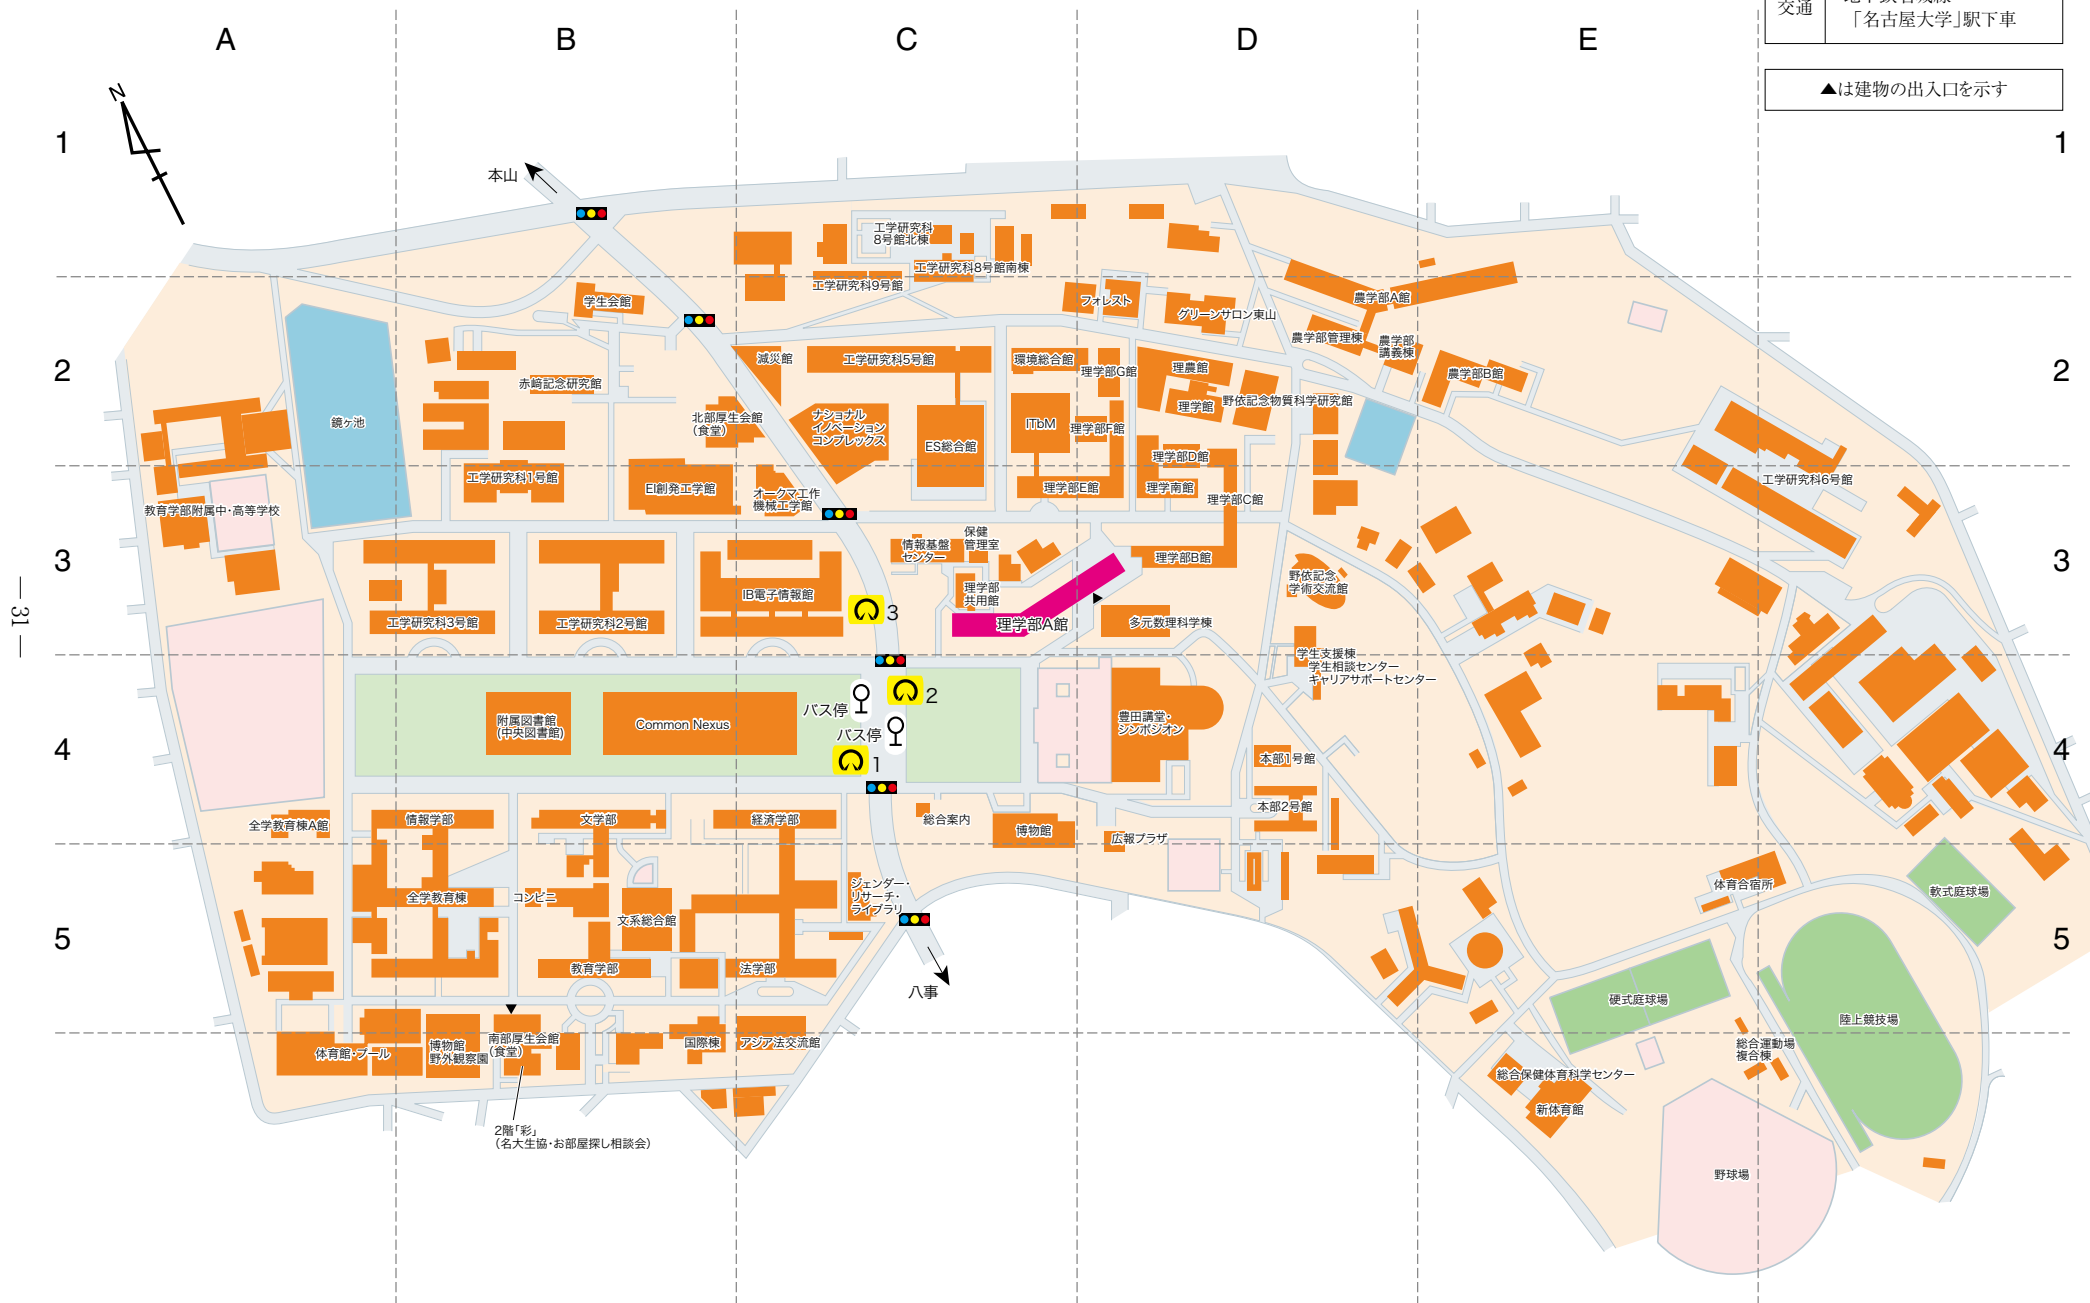 交通
「名古屋大学」駅下車
▲は建物の出入口を示す
A
B
C
D
E
N
1
1
本山
工学研究科
8号館北棟
工学研究科8号館南棟
工学研究科9号館
学生会館
フォレスト
グリーンサロン東山
農学部A館
農学部管理棟
農学部
講義棟
農学部B館
2
2
減災館
工学研究科5号館
環境総合館
理学部G館
理農館
理学館
野依記念物質科学研究館
赤﨑記念研究館
鏡ヶ池
北部厚生会館
(食堂)
ナショナル
イノベーション
コンプレックス
ES総合館
ITbM
理学部F館
理学部D館
工学研究科1号館
EI創発工学館
オークマ工作
機械工学館
理学部E館
理学南館
理学部C館
工学研究科6号館
教育学部附属中・高等学校
3
3
情報基盤
センター
保健
管理室
理学部B館
野依記念
学術交流館
IB電子情報館
理学部
共用館
3
工学研究科3号館
工学研究科2号館
理学部A館
多元数理科学棟
学生支援棟
学生相談センター
キャリアサポートセンター
— 31 —
4
4
附属図書館
(中央図書館)
Common Nexus
バス停
2
バス停
1
豊田講堂・
シンポジオン
本部1号館
本部2号館
全学教育棟A館
情報学部
文学部
経済学部
総合案内
博物館
広報プラザ
5
5
全学教育棟
コンビニ
文系総合館
ジェンダー・
リサーチ・
ライブラリ
体育合宿所
軟式庭球場
教育学部
法学部
八事
硬式庭球場
陸上競技場
体育館・プール
博物館
野外観察園
南部厚生会館
(食堂)
国際棟
アジア法交流館
総合運動場
複合棟
総合保健体育科学センター
新体育館
2階「彩」
(名大生協・お部屋探し相談会)
野球場